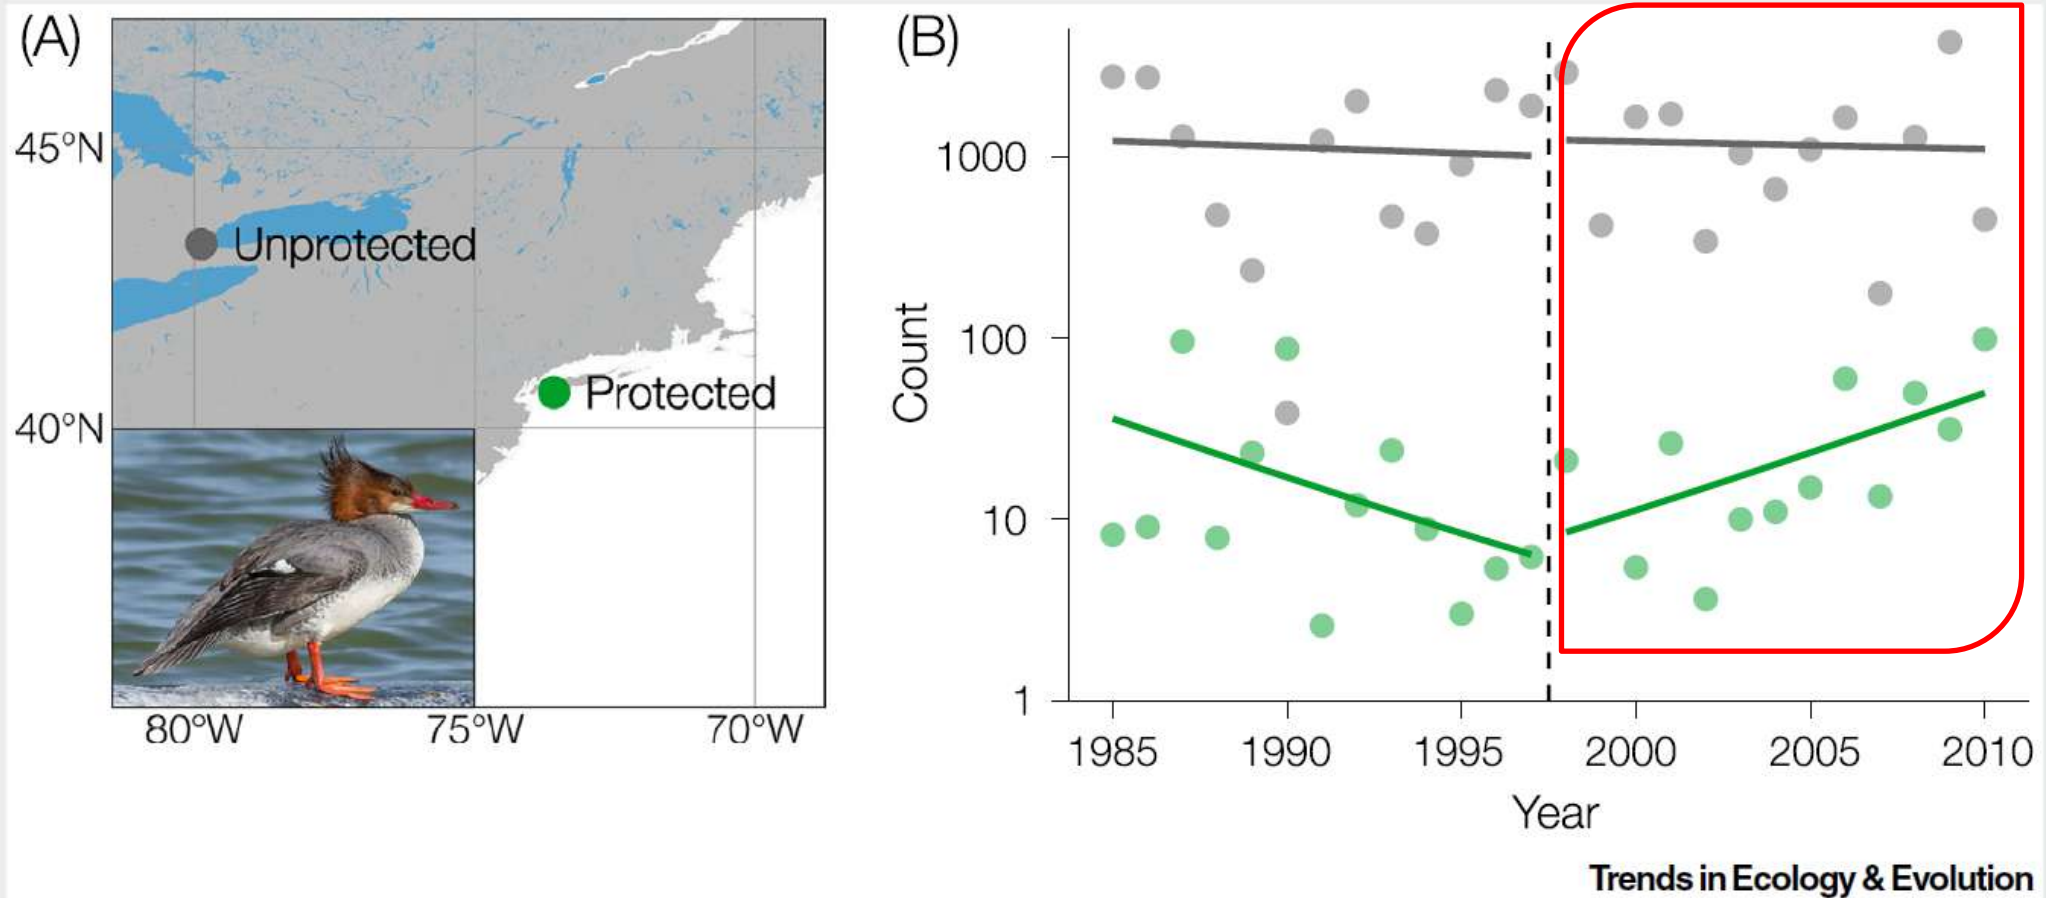 (A)
45°N
Unprotected
Protected
40°N
80°W 75°W 70°W
(B)
Count
1000
100
10
1
1985 1990 1995 2000 2005 2010
Year
Trends in Ecology & Evolution